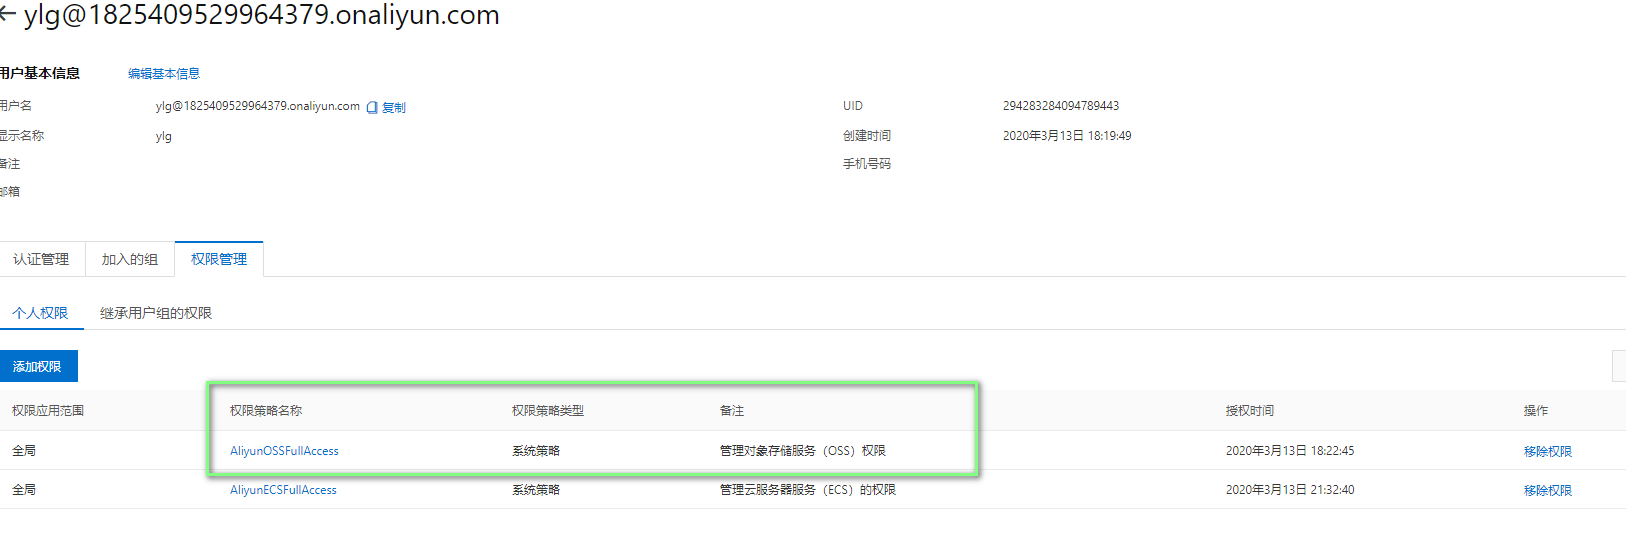 ylg@1825409529964379.onaliyun.com
用户基本信息 编辑基本信息
用户名 ylg@1825409529964379.onaliyun.com 复制 UID 294283284094789443
显示名称 ylg 创建时间 2020年3月13日 18:19:49
备注 手机号码
邮箱
认证管理 加入的组 权限管理
个人权限 继承用户组的权限
添加权限
权限应用范围 权限策略名称 权限策略类型 备注 授权时间 操作
全局 AliyunOSSFullAccess 系统策略 管理对象存储服务（OSS）权限 2020年3月13日 18:22:45 移除权限
全局 AliyunECSFullAccess 系统策略 管理云服务器服务（ECS）的权限 2020年3月13日 21:32:40 移除权限